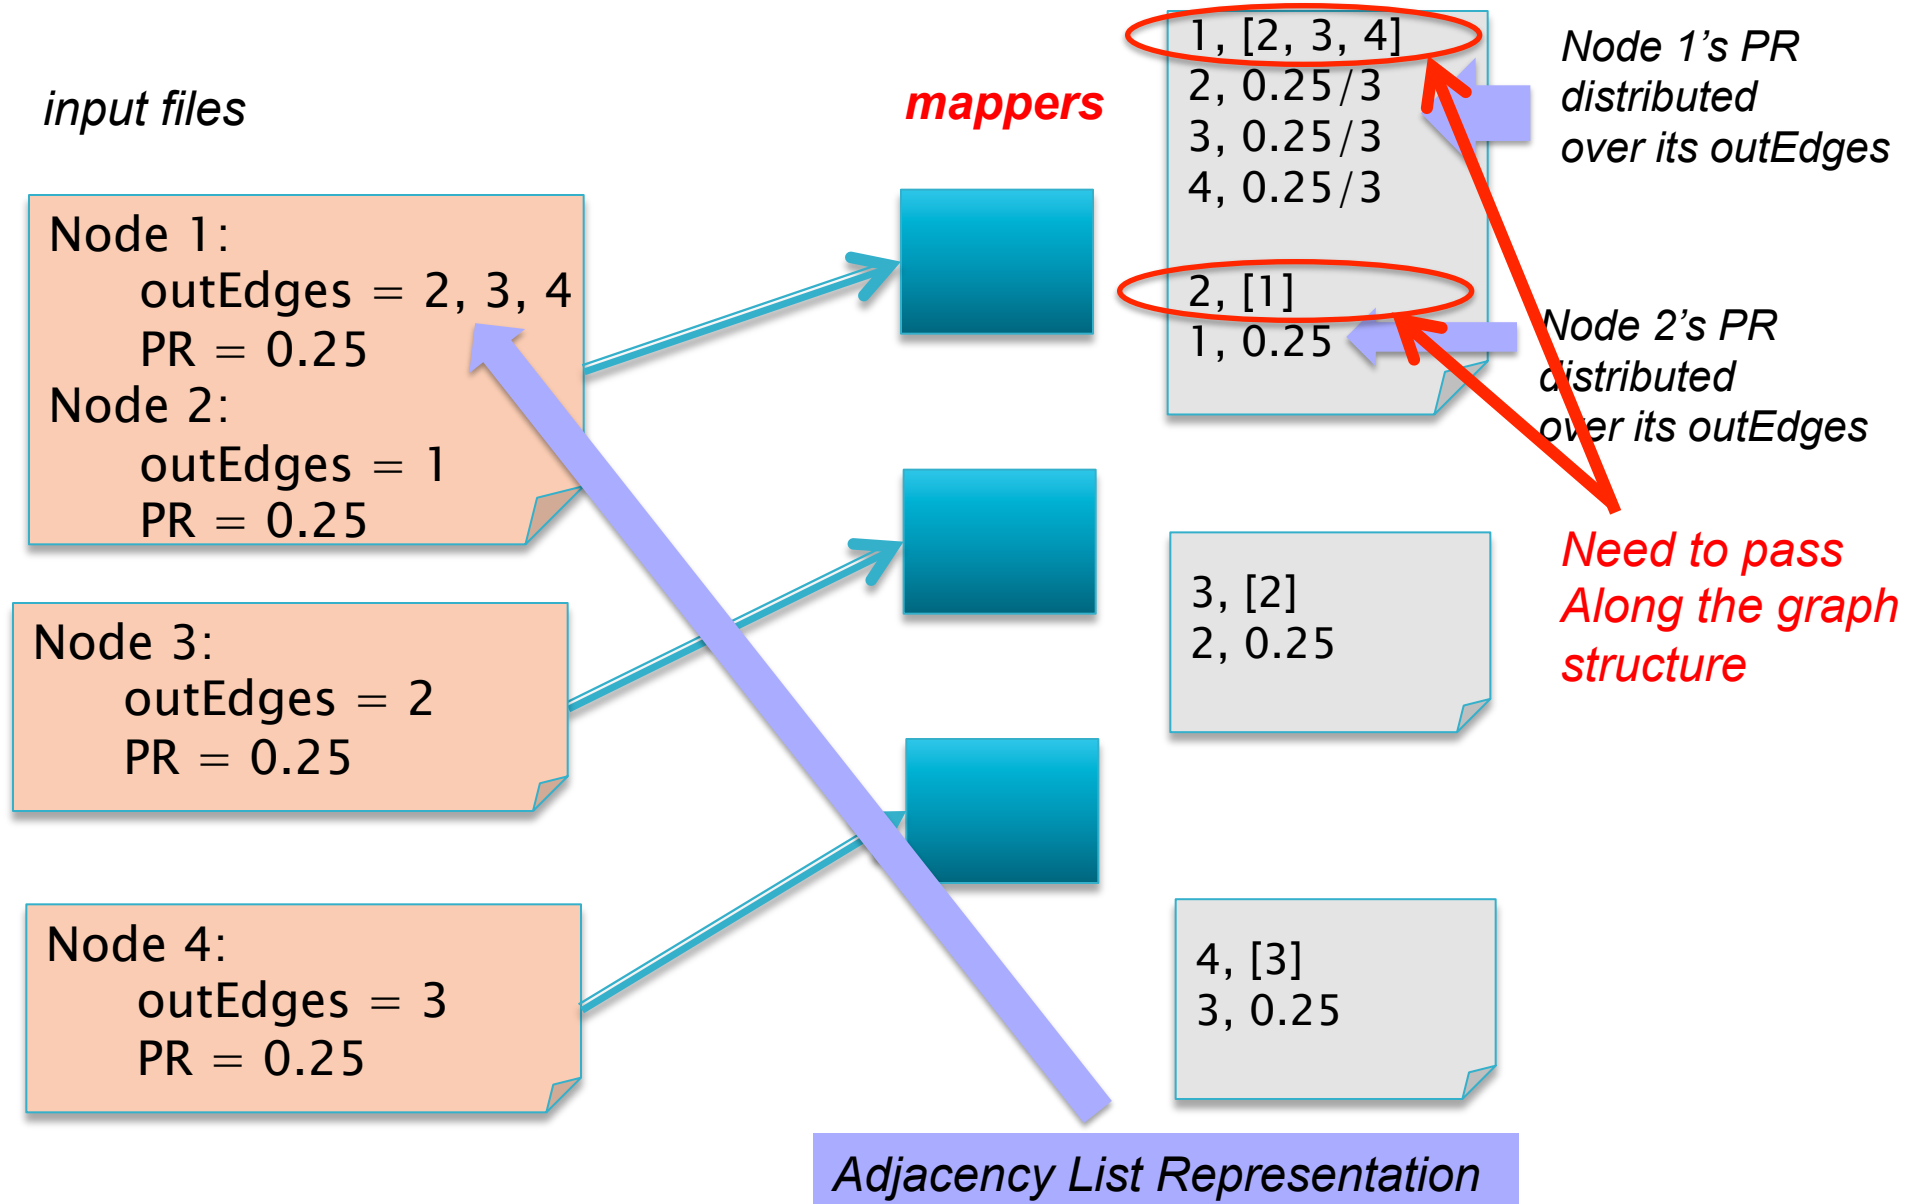 input files
mappers
Node 1:
outEdges = 2, 3, 4
PR = 0.25
Node 2:
outEdges = 1
PR = 0.25
Node 3:
outEdges = 2
PR = 0.25
Node 4:
outEdges = 3
PR = 0.25
1, [2, 3, 4]
2, 0.25/3
3, 0.25/3
4, 0.25/3
2, [1]
1, 0.25
Node 1’s PR
distributed
over its outEdges
Node 2’s PR
distributed
over its outEdges
3, [2]
2, 0.25
Need to pass
Along the graph
structure
4, [3]
3, 0.25
Adjacency List Representation